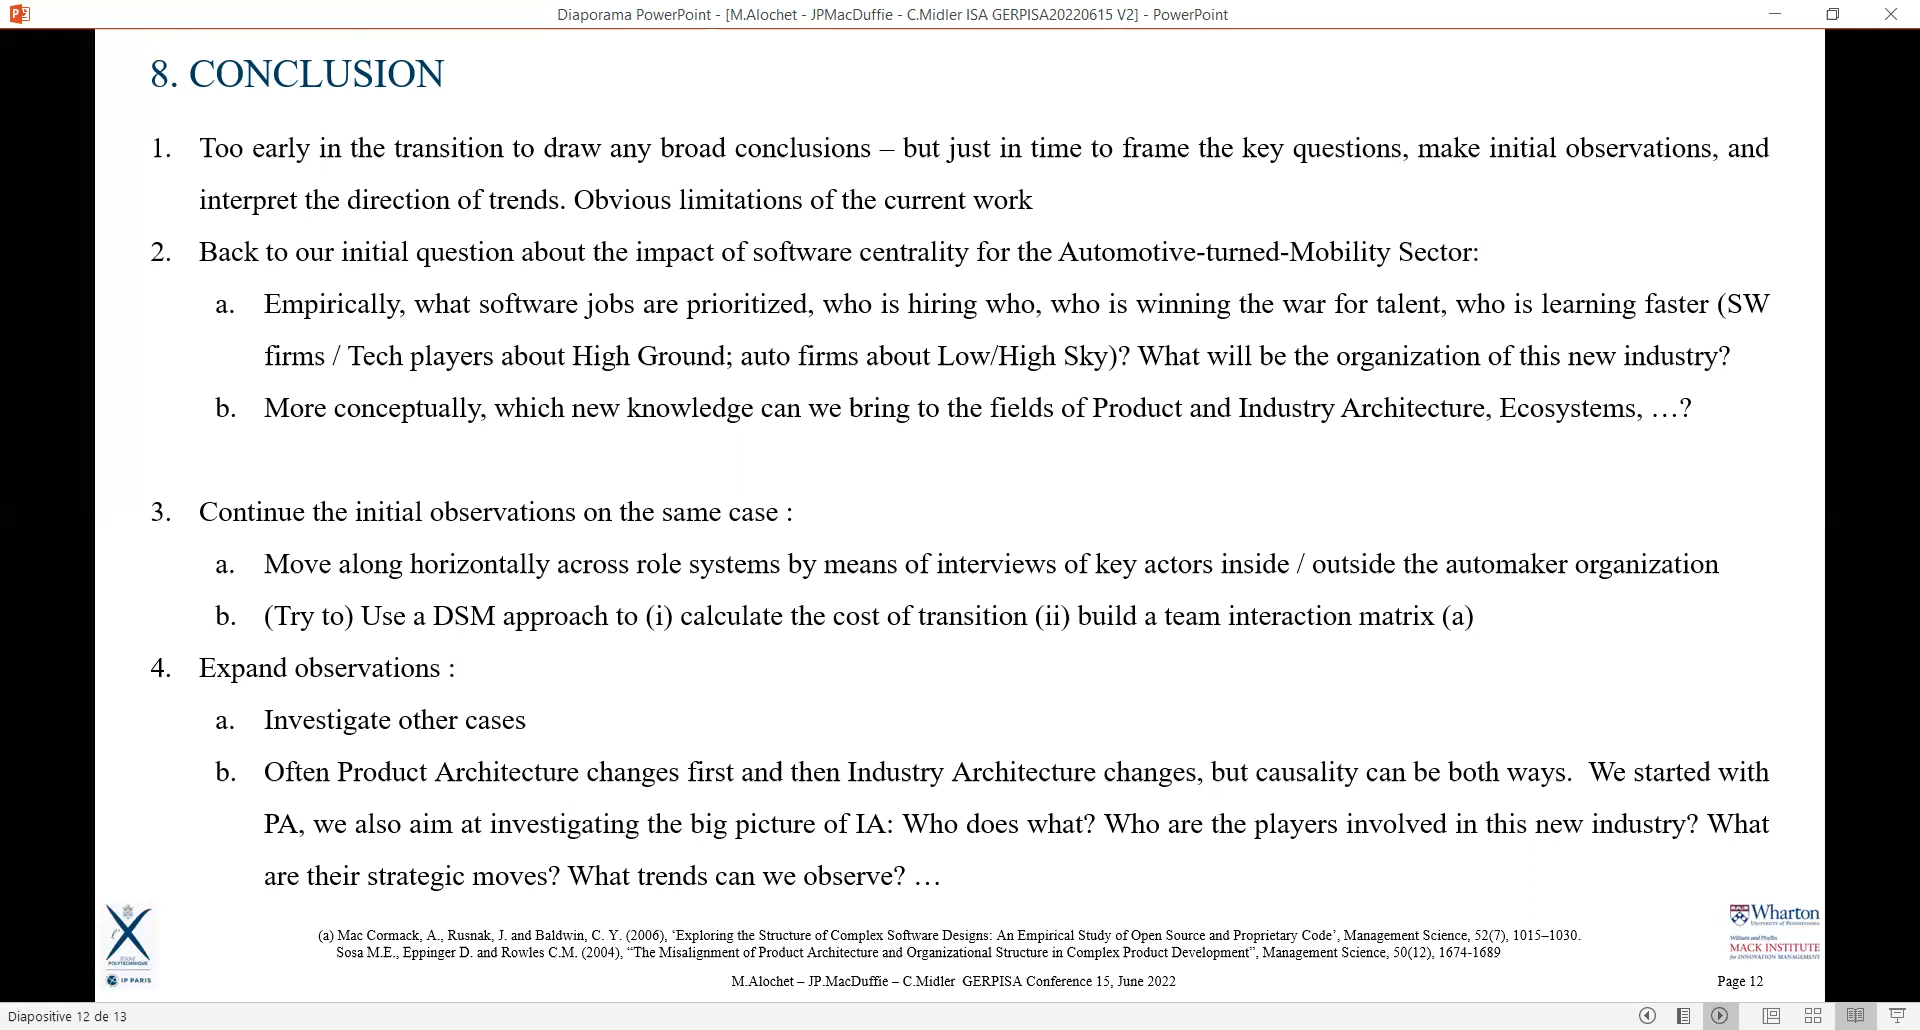 Diaporama PowerPoint - [M.Alochet - JPMacDuffie - C.Midler ISA GERPISA20220615 V2] - PowerPoint
8. CONCLUSION
1. Too early in the transition to draw any broad conclusions – but just in time to frame the key questions, make initial observations, and
interpret the direction of trends. Obvious limitations of the current work
2. Back to our initial question about the impact of software centrality for the Automotive-turned-Mobility Sector:
a. Empirically, what software jobs are prioritized, who is hiring who, who is winning the war for talent, who is learning faster (SW
firms / Tech players about High Ground; auto firms about Low/High Sky)? What will be the organization of this new industry?
b. More conceptually, which new knowledge can we bring to the fields of Product and Industry Architecture, Ecosystems, …?
3. Continue the initial observations on the same case :
a. Move along horizontally across role systems by means of interviews of key actors inside / outside the automaker organization
b. (Try to) Use a DSM approach to (i) calculate the cost of transition (ii) build a team interaction matrix (a)
4. Expand observations :
a. Investigate other cases
b. Often Product Architecture changes first and then Industry Architecture changes, but causality can be both ways. We started with
PA, we also aim at investigating the big picture of IA: Who does what? Who are the players involved in this new industry? What
are their strategic moves? What trends can we observe? …
ÉCOLE
POLYTECHNIQUE
IP PARIS
(a) Mac Cormack, A., Rusnak, J. and Baldwin, C. Y. (2006), ‘Exploring the Structure of Complex Software Designs: An Empirical Study of Open Source and Proprietary Code’, Management Science, 52(7), 1015–1030.
Sosa M.E., Eppinger D. and Rowles C.M. (2004), “The Misalignment of Product Architecture and Organizational Structure in Complex Product Development”, Management Science, 50(12), 1674-1689
Wharton
UNIVERSITY of PENNSYLVANIA
William and Phyllis
MACK INSTITUTE
for INNOVATION MANAGEMENT
M.Alochet – JP.MacDuffie – C.Midler GERPISA Conference 15, June 2022
Page 12
Diapositive 12 de 13